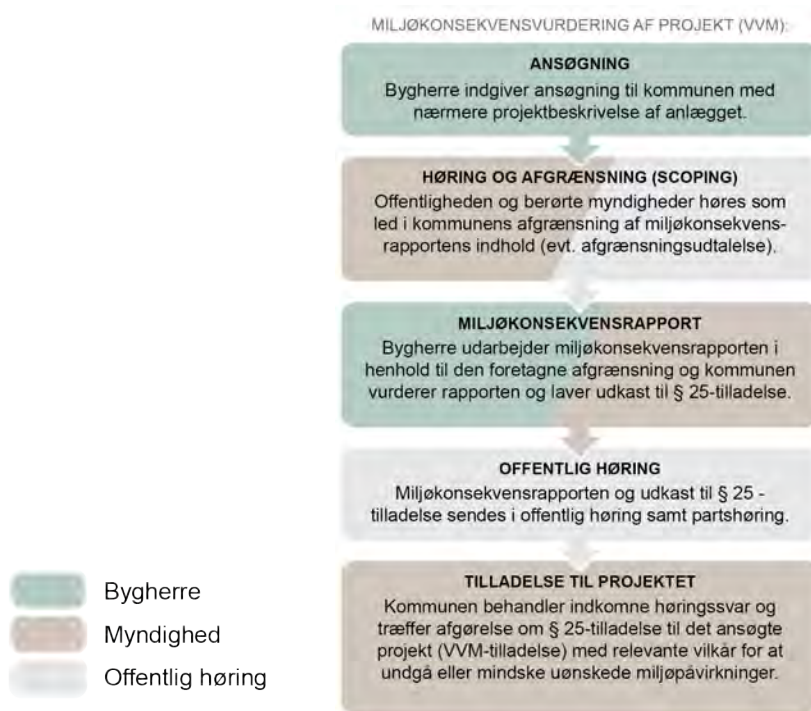 MILJØKONSEKVENSVURDERING AF PROJEKT (VVM):
ANSØGNING
Bygherre indgiver ansøgning til kommunen med
nærmere projektbeskrivelse af anlægget.
HØRING OG AFGRÆNSNING (SCOPING)
Offentligheden og berørte myndigheder høres som
led i kommunens afgrænsning af miljøkonsekvens-
rapportens indhold (evt. afgrænsningsudtalelse).
MILJØKONSEKVENSRAPPORT
Bygherre udarbejder miljøkonsekvensrapporten i
henhold til den foretagne afgrænsning og kommunen
vurderer rapporten og laver udkast til § 25-tilladelse.
OFFENTLIG HØRING
Miljøkonsekvensrapporten og udkast til § 25 -
tilladelse sendes i offentlig høring samt partshøring.
TILLADELSE TIL PROJEKTET
Kommunen behandler indkomne høringssvar og
træffer afgørelse om § 25-tilladelse til det ansøgte
projekt (VVM-tilladelse) med relevante vilkår for at
undgå eller mindske uønskede miljøpåvirkninger.
Bygherre
Myndighed
Offentlig høring